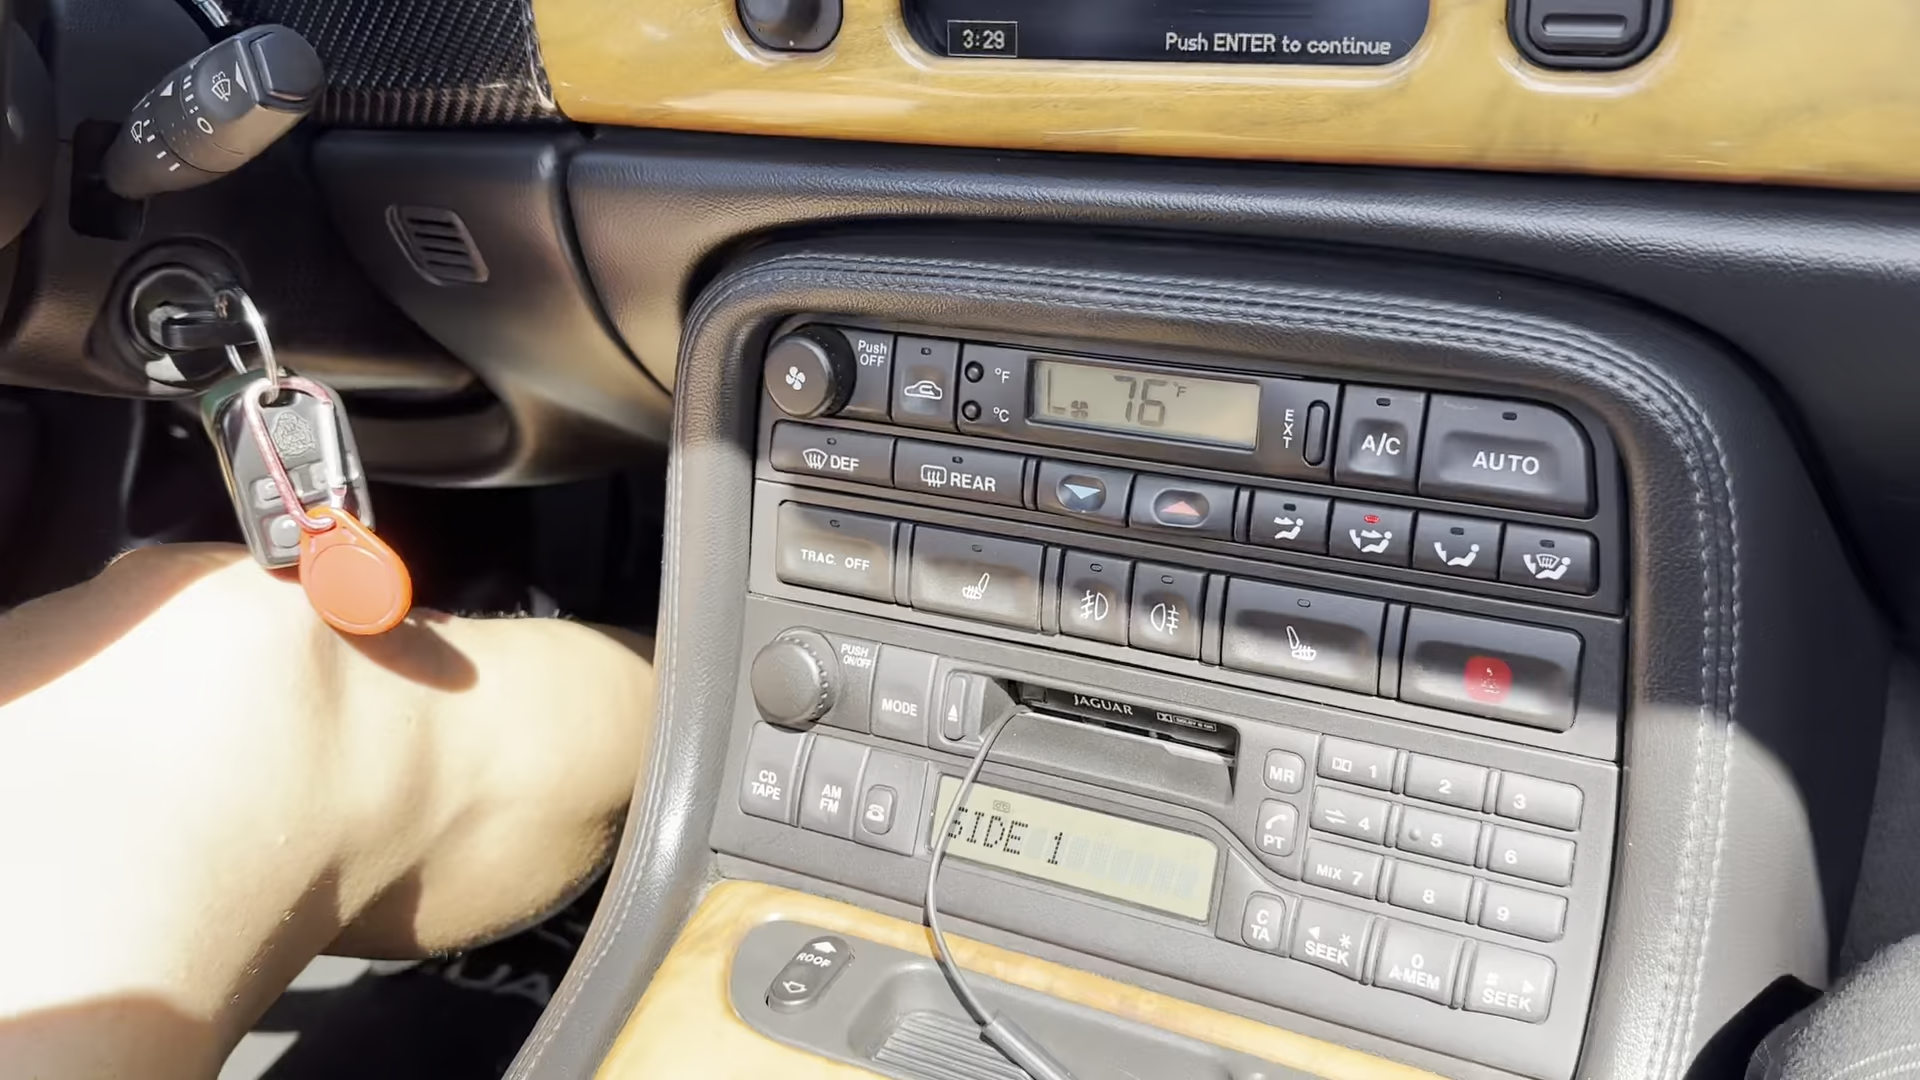 3:29
Push ENTER to continue
Push
OFF
°F
°C
L 76°F
EXT
A/C
AUTO
DEF
REAR
TRAC. OFF
PUSH
ON/OFF
MODE
JAGUAR
CD
TAPE
AM
FM
SIDE 1
MR
PT
1
2
3
4
5
6
MIX 7
8
9
C
TA
SEEK *
0
AMEM
#
SEEK
ROOF